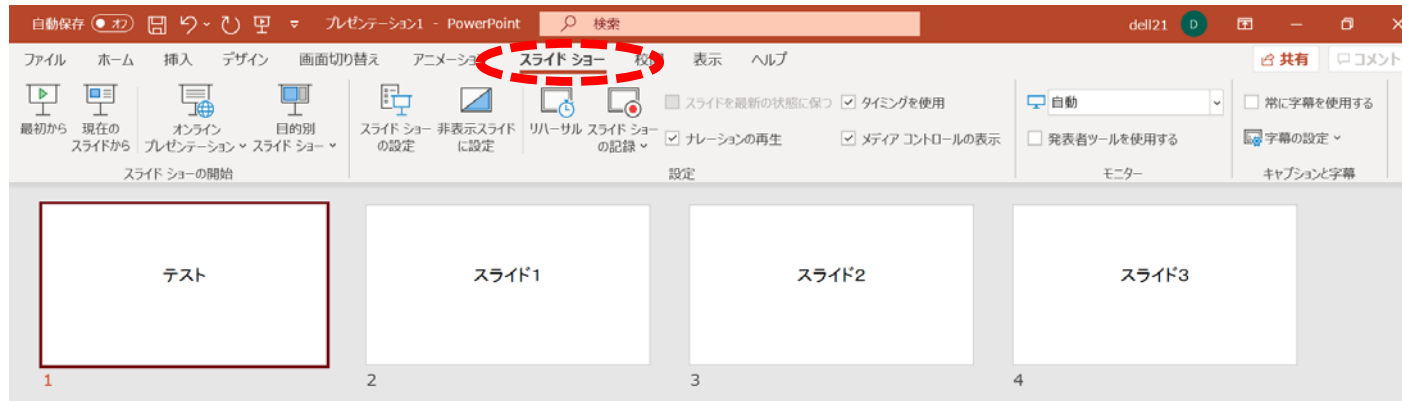 自動保存 オフ プレゼンテーション1 - PowerPoint 検索 dell21 D
ファイル ホーム 挿入 デザイン 画面切り替え アニメーショ スライド ショー 表示 ヘルプ 共有 コメント
最初から 現在の スライドから
オンライン プレゼンテーション 目的別 スライド ショー
スライド ショーの設定 非表示スライドに設定
リハーサル スライド ショーの記録
スライドを最新の状態に保つ タイミングを使用
ナレーションの再生 メディア コントロールの表示
自動
発表者ツールを使用する
常に字幕を使用する
字幕の設定
スライド ショーの開始 設定 モニター キャプションと字幕
テスト スライド1 スライド2 スライド3
1 2 3 4